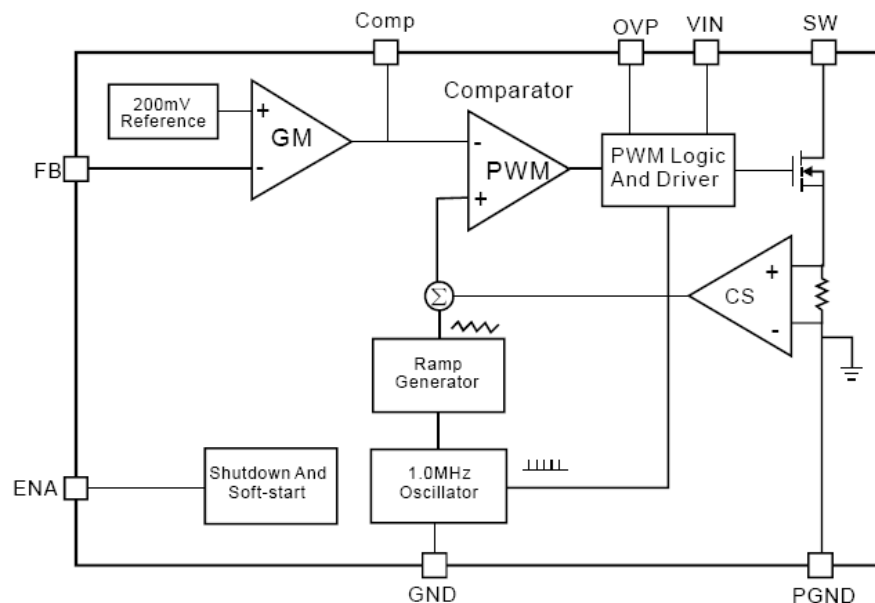 Comp
OVP
VIN
SW
200mV
Reference
+
-
GM
Comparator
-
+
PWM
PWM Logic
And Driver
FB
Σ
CS
+
-
Ramp
Generator
ENA
Shutdown And
Soft-start
1.0MHz
Oscillator
GND
PGND